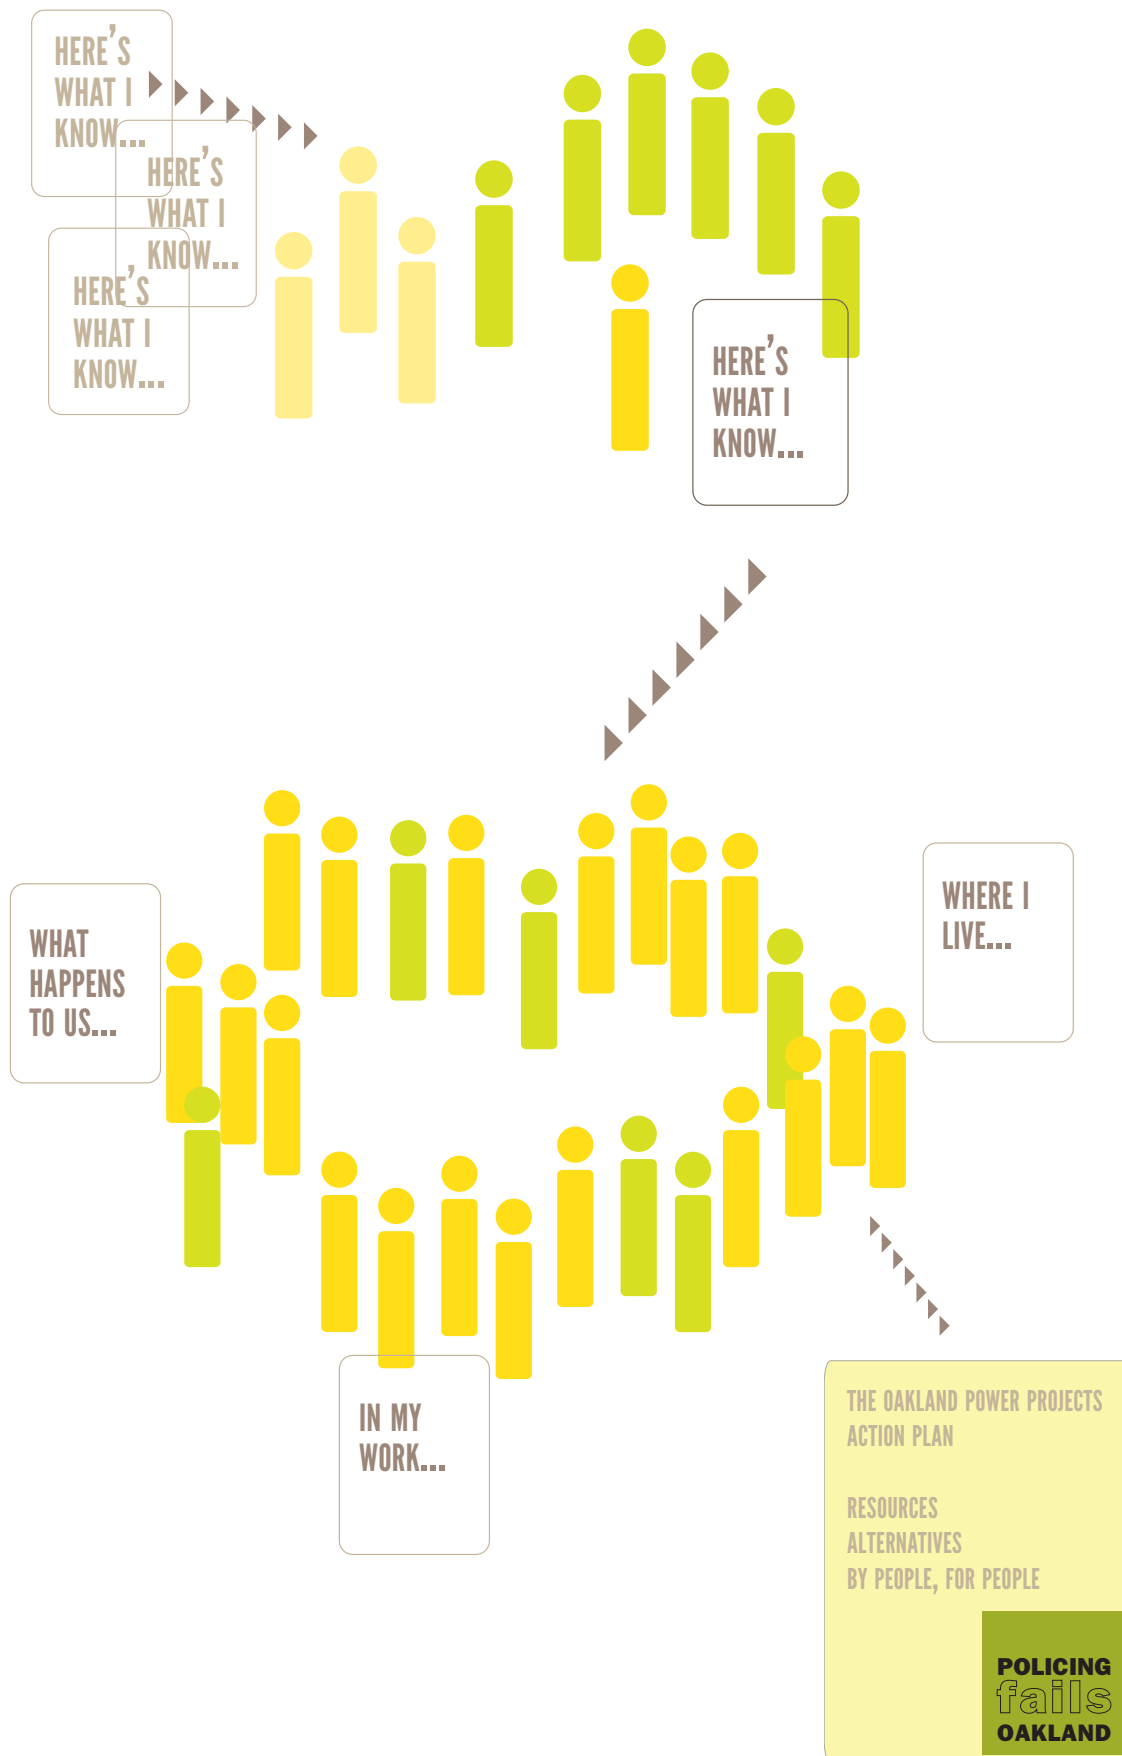 HERE'S
WHAT I
KNOW...
HERE'S
WHAT I
KNOW...
HERE'S
WHAT I
KNOW...
HERE'S
WHAT I
KNOW...
WHAT
HAPPENS
TO US...
WHERE I
LIVE...
IN MY
WORK...
THE OAKLAND POWER PROJECTS
ACTION PLAN
RESOURCES
ALTERNATIVES
BY PEOPLE, FOR PEOPLE
POLICING
fails
OAKLAND